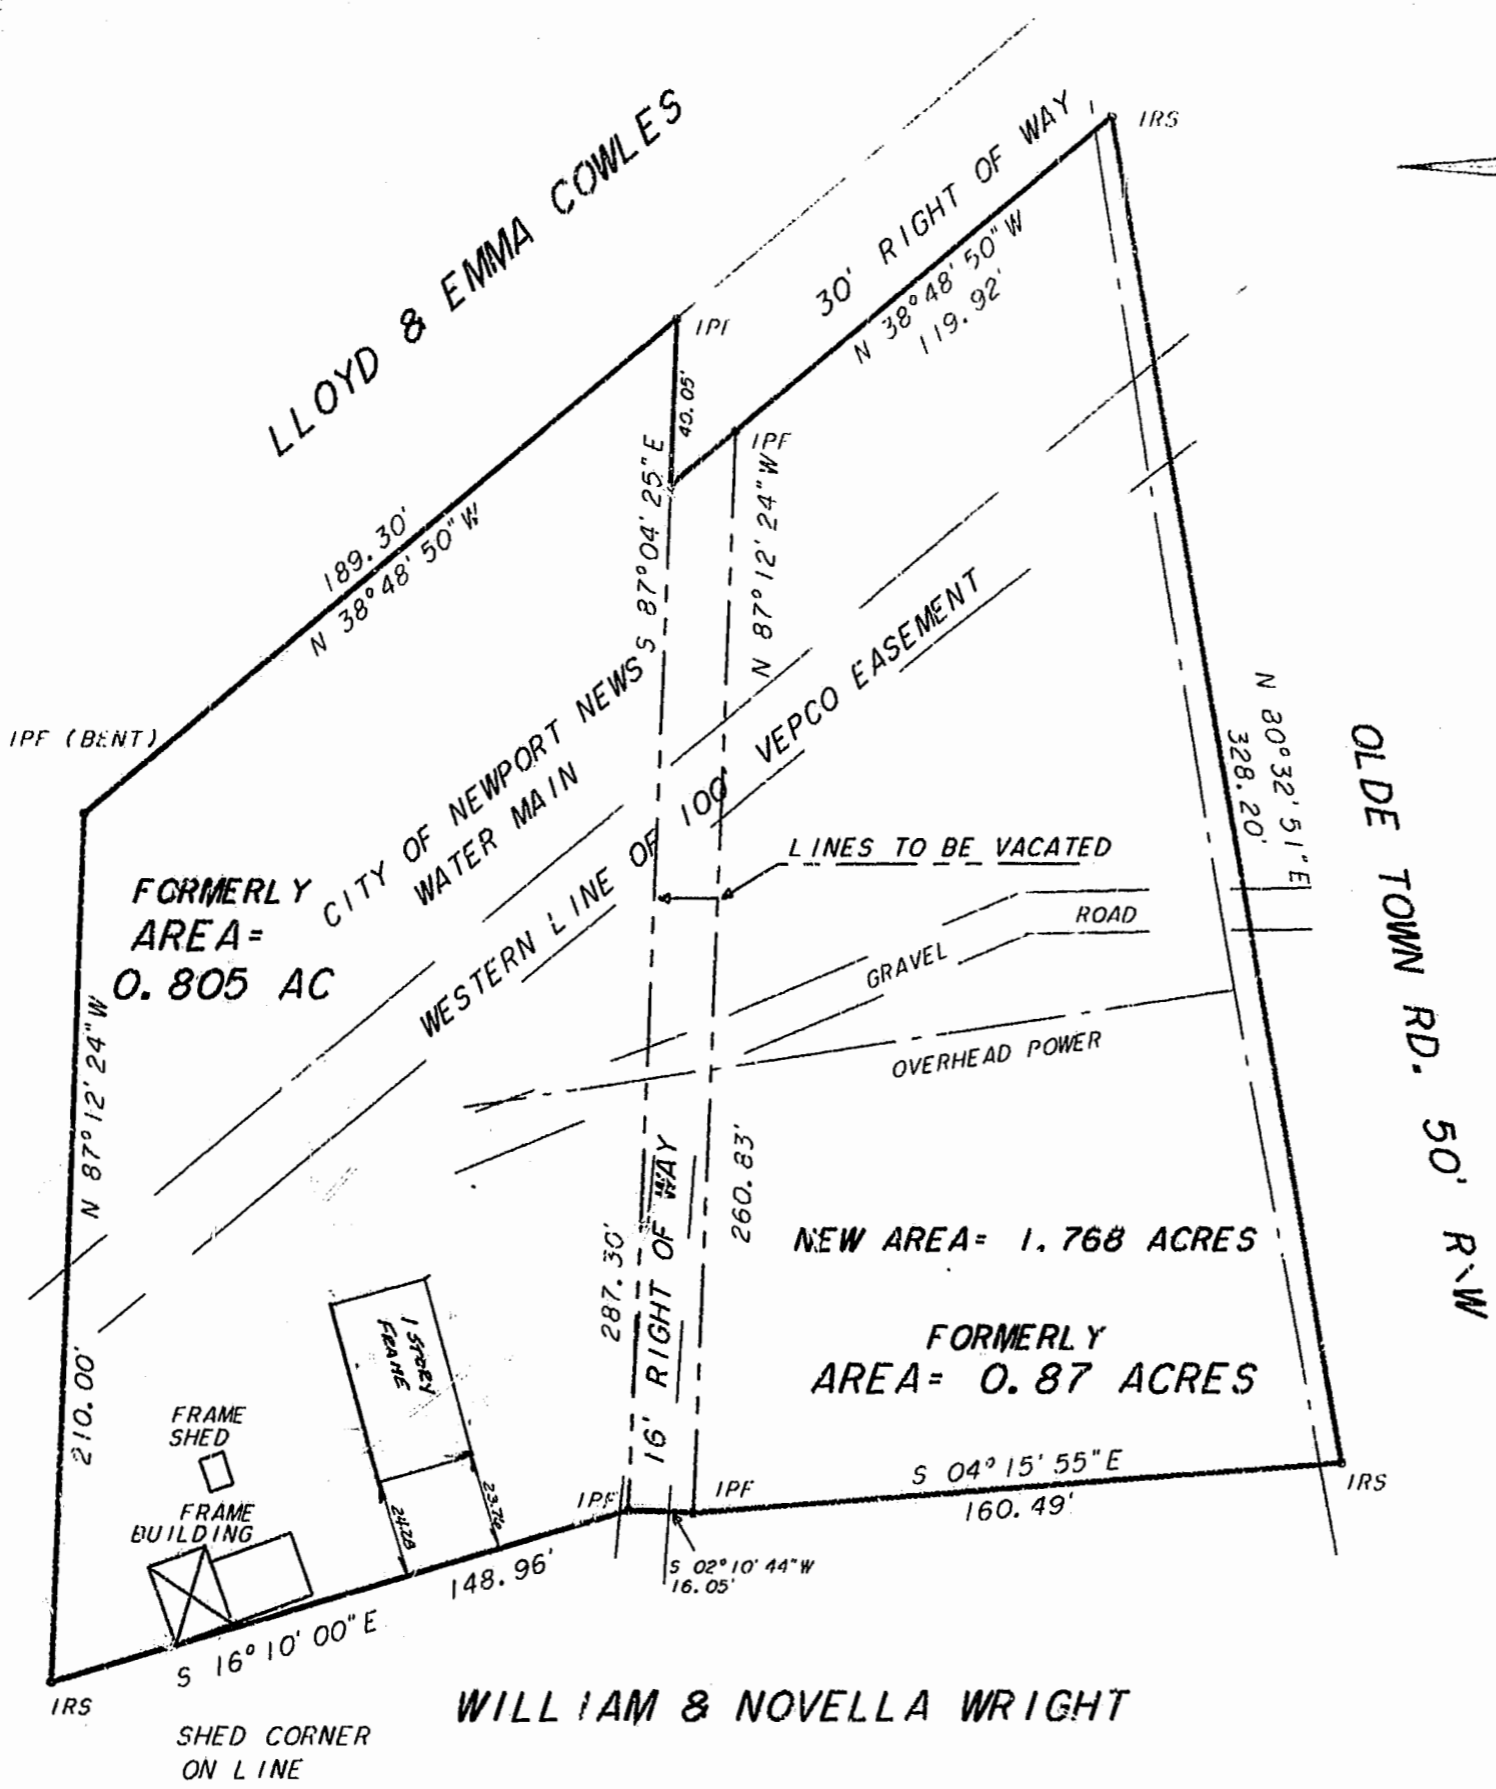 LLOYD & EMMA COWLES
30' RIGHT OF WAY
IRS
N 38°48'50"W
119.92'
IPF
40.05'
IPF
189.30'
N 38°48'50"W
S 87°04'25"E
N 87°12'24"W
IPF (BENT)
CITY OF NEWPORT NEWS
WATER MAIN
WESTERN LINE OF 100' VEPCO EASEMENT
N 80°32'51"E
328.20'
OLDE TOWN RD. 50' R\W
LINES TO BE VACATED
FORMERLY
AREA=
0.805 AC
ROAD
GRAVEL
OVERHEAD POWER
N 87°12'24"W
210.00'
287.30'
16' RIGHT OF WAY
260.83'
NEW AREA= 1.768 ACRES
FORMERLY
AREA= 0.87 ACRES
1 STORY
FRAME
FRAME
SHED
FRAME
BUILDING
24.28
23.76
IPF
IPF
S 04°15'55"E
160.49'
IRS
S 02°10'44"W
16.05'
148.96'
S 16°10'00"E
IRS
SHED CORNER
ON LINE
WILLIAM & NOVELLA WRIGHT